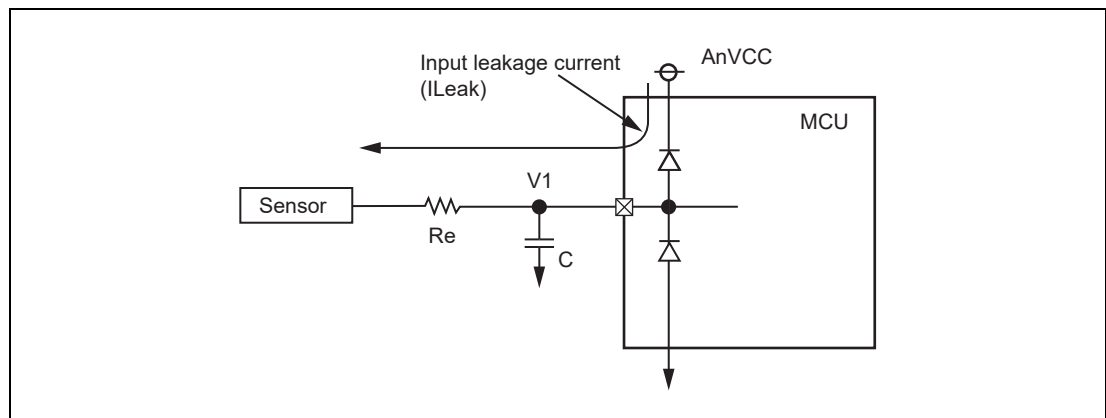 Input leakage current
(ILeak)
AnVCC
MCU
V1
Sensor
Re
C